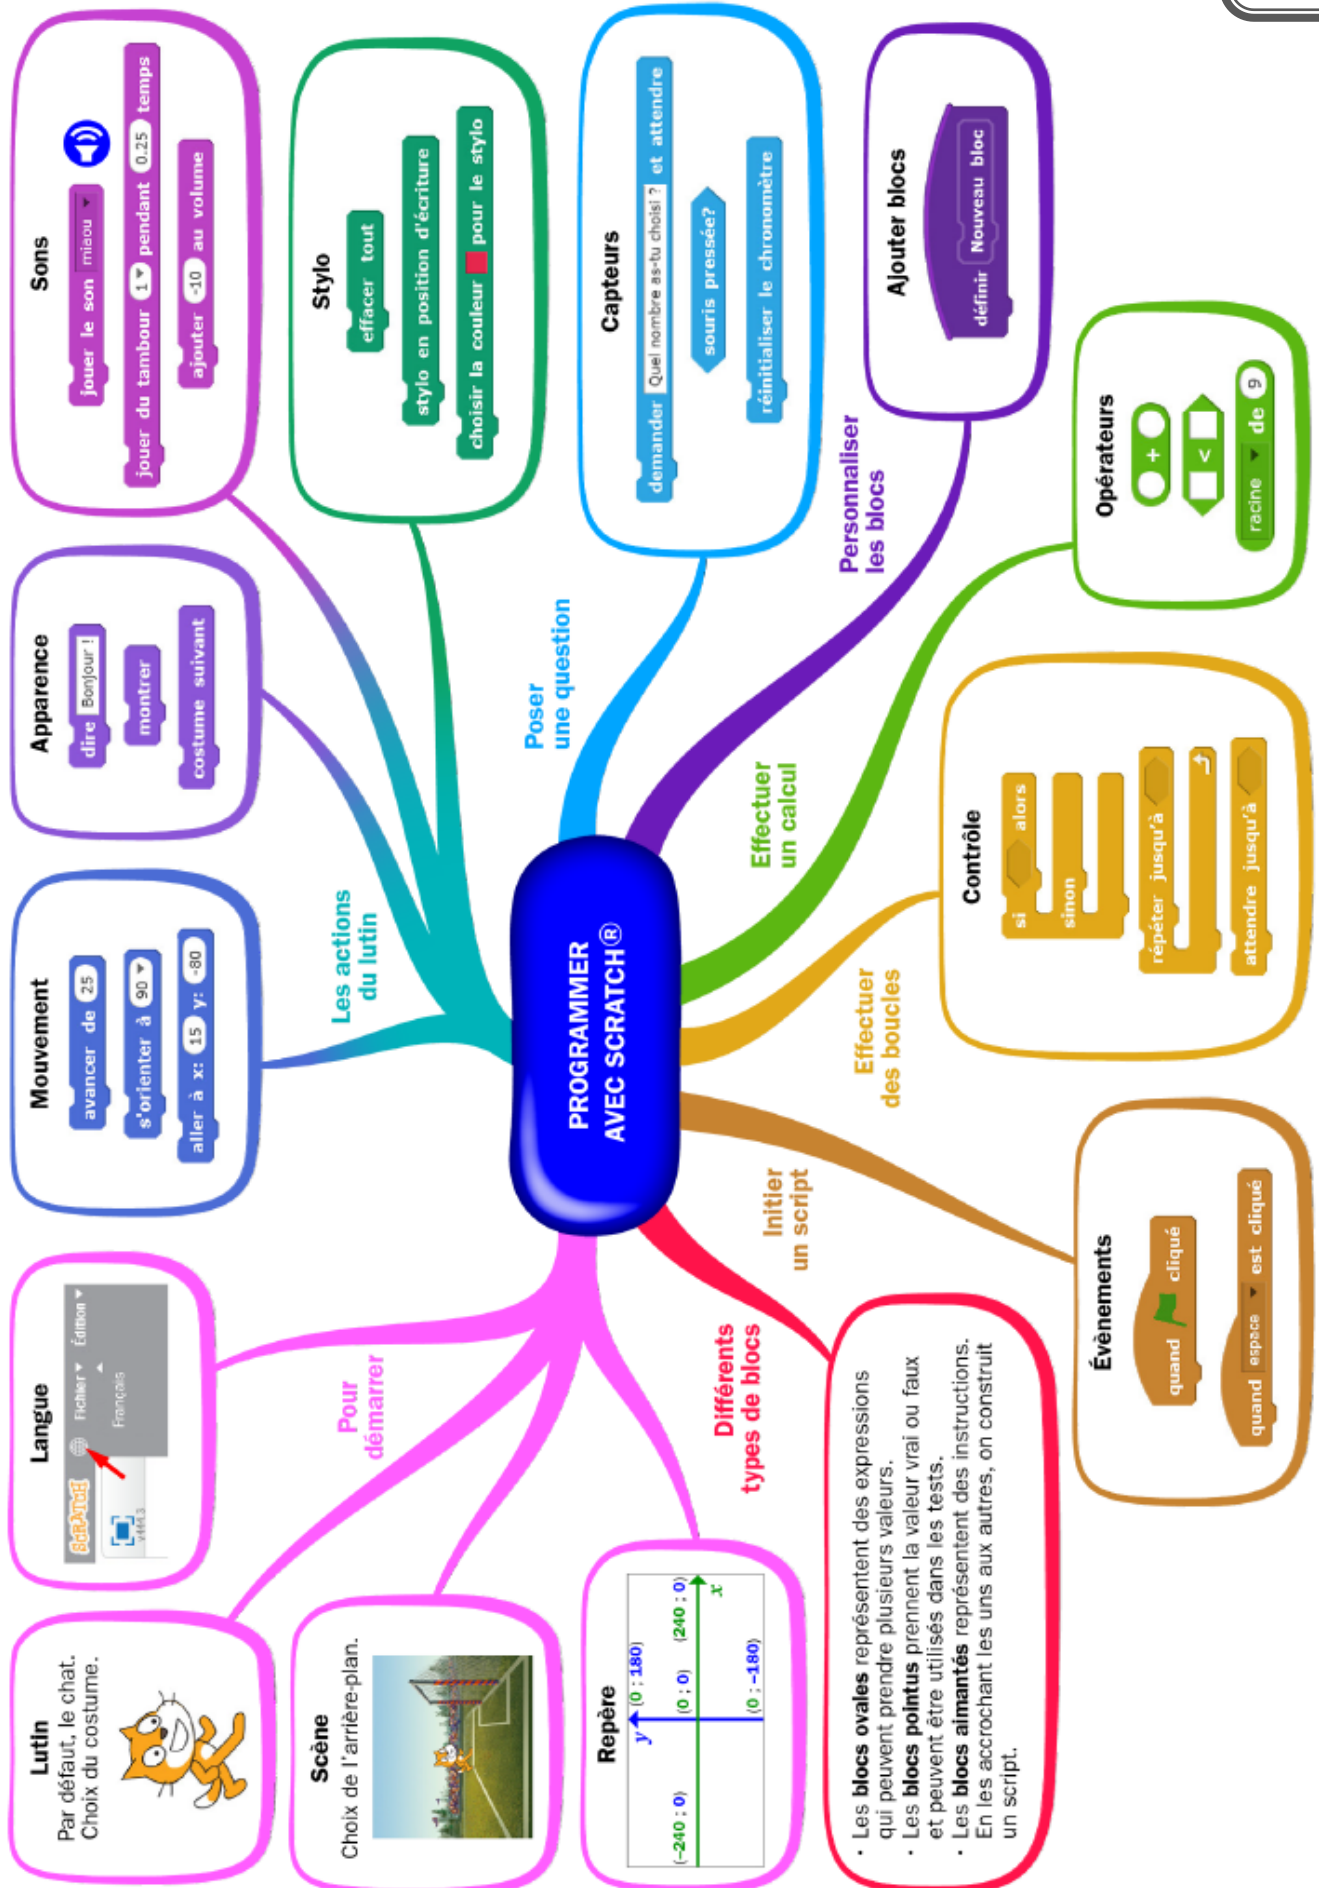 Lutin
Par défaut, le chat.
Choix du costume.
Scène
Choix de l'arrière-plan.
Repère
y
(0 ; 180)
(–240 ; 0)
(0 ; 0)
(240 ; 0)
x
(0 ; –180)
Langue
SCRATCH
Fichier
Édition
Français
v444.3
Pour
démarrer
Mouvement
avancer de 25
s'orienter à 90
aller à x: 15 y: -80
Apparence
dire Bonjour !
montrer
costume suivant
Sons
jouer le son miaou
jouer du tambour 1 pendant 0.25 temps
ajouter -10 au volume
Stylo
effacer tout
stylo en position d'écriture
choisir la couleur pour le stylo
Les actions
du lutin
PROGRAMMER
AVEC SCRATCH®
Poser
une question
Capteurs
demander Quel nombre as-tu choisi ? et attendre
souris pressée?
réinitialiser le chronomètre
Personnaliser
les blocs
Ajouter blocs
définir Nouveau bloc
Effectuer
un calcul
Opérateurs
+
<
racine de 9
Effectuer
des boucles
Contrôle
si alors
sinon
répéter jusqu'à
attendre jusqu'à
Initier
un script
Évènements
quand cliqué
quand espace est cliqué
Différents
types de blocs
· Les blocs ovales représentent des expressions
qui peuvent prendre plusieurs valeurs.
· Les blocs pointus prennent la valeur vrai ou faux
et peuvent être utilisés dans les tests.
· Les blocs aimantés représentent des instructions.
En les accrochant les uns aux autres, on construit
un script.